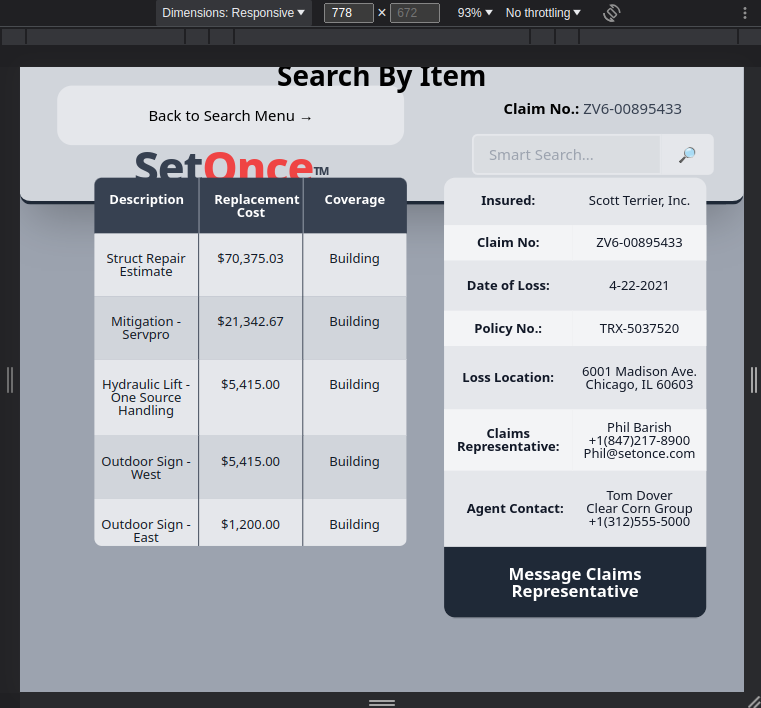 Dimensions: Responsive ▼ 778 × 672 93% ▼ No throttling ▼
Search By Item
Back to Search Menu →
Claim No.: ZV6-00895433
Smart Search... 🔎
SetOnce™
Description Replacement Cost Coverage
Struct Repair Estimate $70,375.03 Building
Mitigation - Servpro $21,342.67 Building
Hydraulic Lift - One Source Handling $5,415.00 Building
Outdoor Sign - West $5,415.00 Building
Outdoor Sign - East $1,200.00 Building
Insured: Scott Terrier, Inc.
Claim No: ZV6-00895433
Date of Loss: 4-22-2021
Policy No.: TRX-5037520
Loss Location: 6001 Madison Ave.
Chicago, IL 60603
Claims Representative: Phil Barish
+1(847)217-8900
Phil@setonce.com
Agent Contact: Tom Dover
Clear Corn Group
+1(312)555-5000
Message Claims
Representative